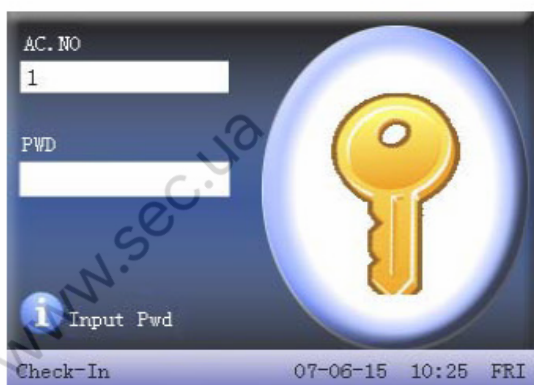 AC.NO
1
PWD
i Input Pwd
Check-In 07-06-15 10:25 FRI
www.sec.ua